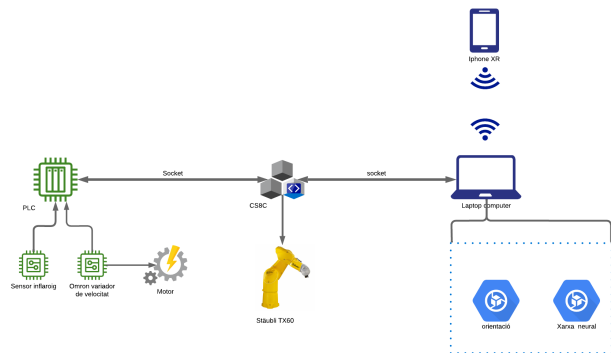 Iphone XR
Socket
socket
PLC
CS8C
Laptop computer
Sensor inflaroig
Omron variador
de velocitat
Motor
Stäubli TX60
orientació
Xarxa neural